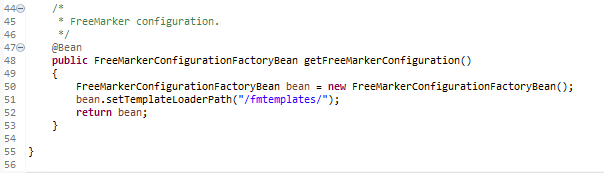 44 /*
45 * FreeMarker configuration.
46 */
47 @Bean
48 public FreeMarkerConfigurationFactoryBean getFreeMarkerConfiguration()
49 {
50 FreeMarkerConfigurationFactoryBean bean = new FreeMarkerConfigurationFactoryBean();
51 bean.setTemplateLoaderPath("/fmtemplates/");
52 return bean;
53 }
54
55 }
56